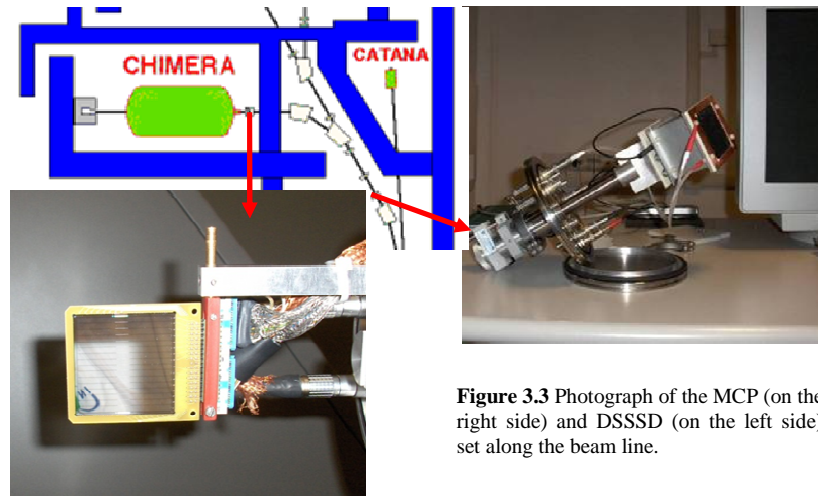 CHIMERA
CATANA
Figure 3.3 Photograph of the MCP (on the
right side) and DSSSD (on the left side)
set along the beam line.